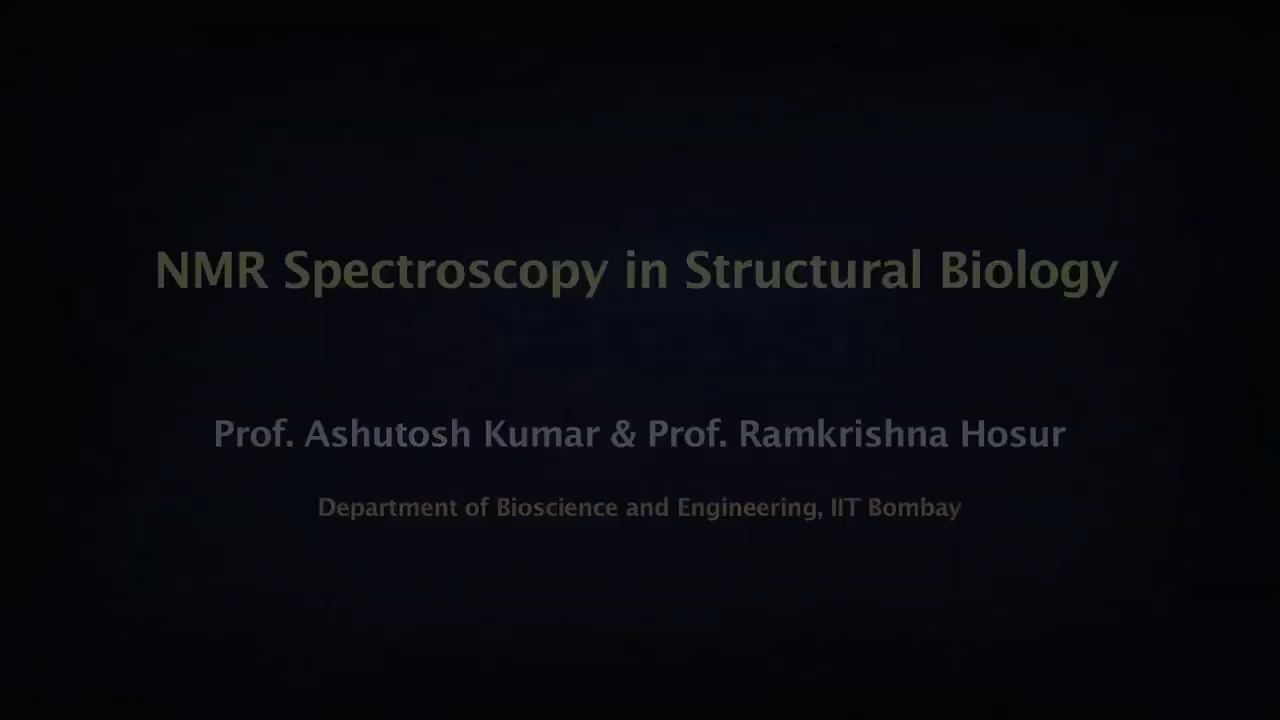 NMR Spectroscopy in Structural Biology
Prof. Ashutosh Kumar & Prof. Ramkrishna Hosur
Department of Bioscience and Engineering, IIT Bombay